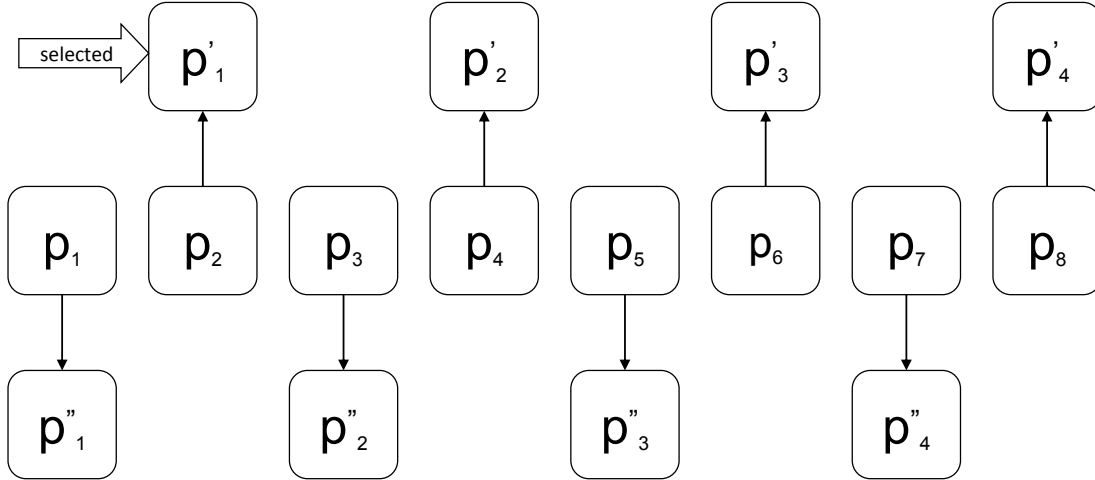 selected
p'₁ p'₂ p'₃ p'₄
p₁ p₂ p₃ p₄ p₅ p₆ p₇ p₈
p”₁ p”₂ p”₃ p”₄